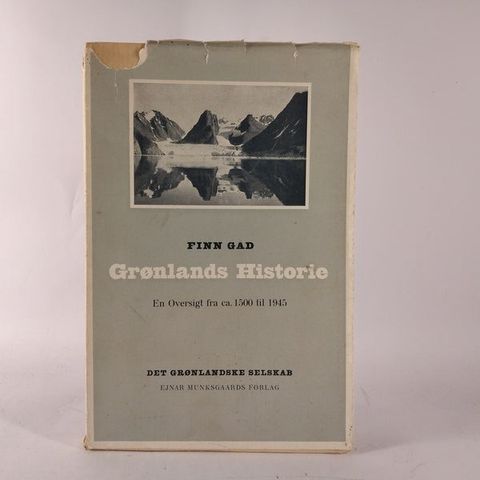 FINN GAD
Grønlands Historie
En Oversigt fra ca. 1500 til 1945
DET GRØNLANDSKE SELSKAB
EJNAR MUNKSGAARDS FORLAG